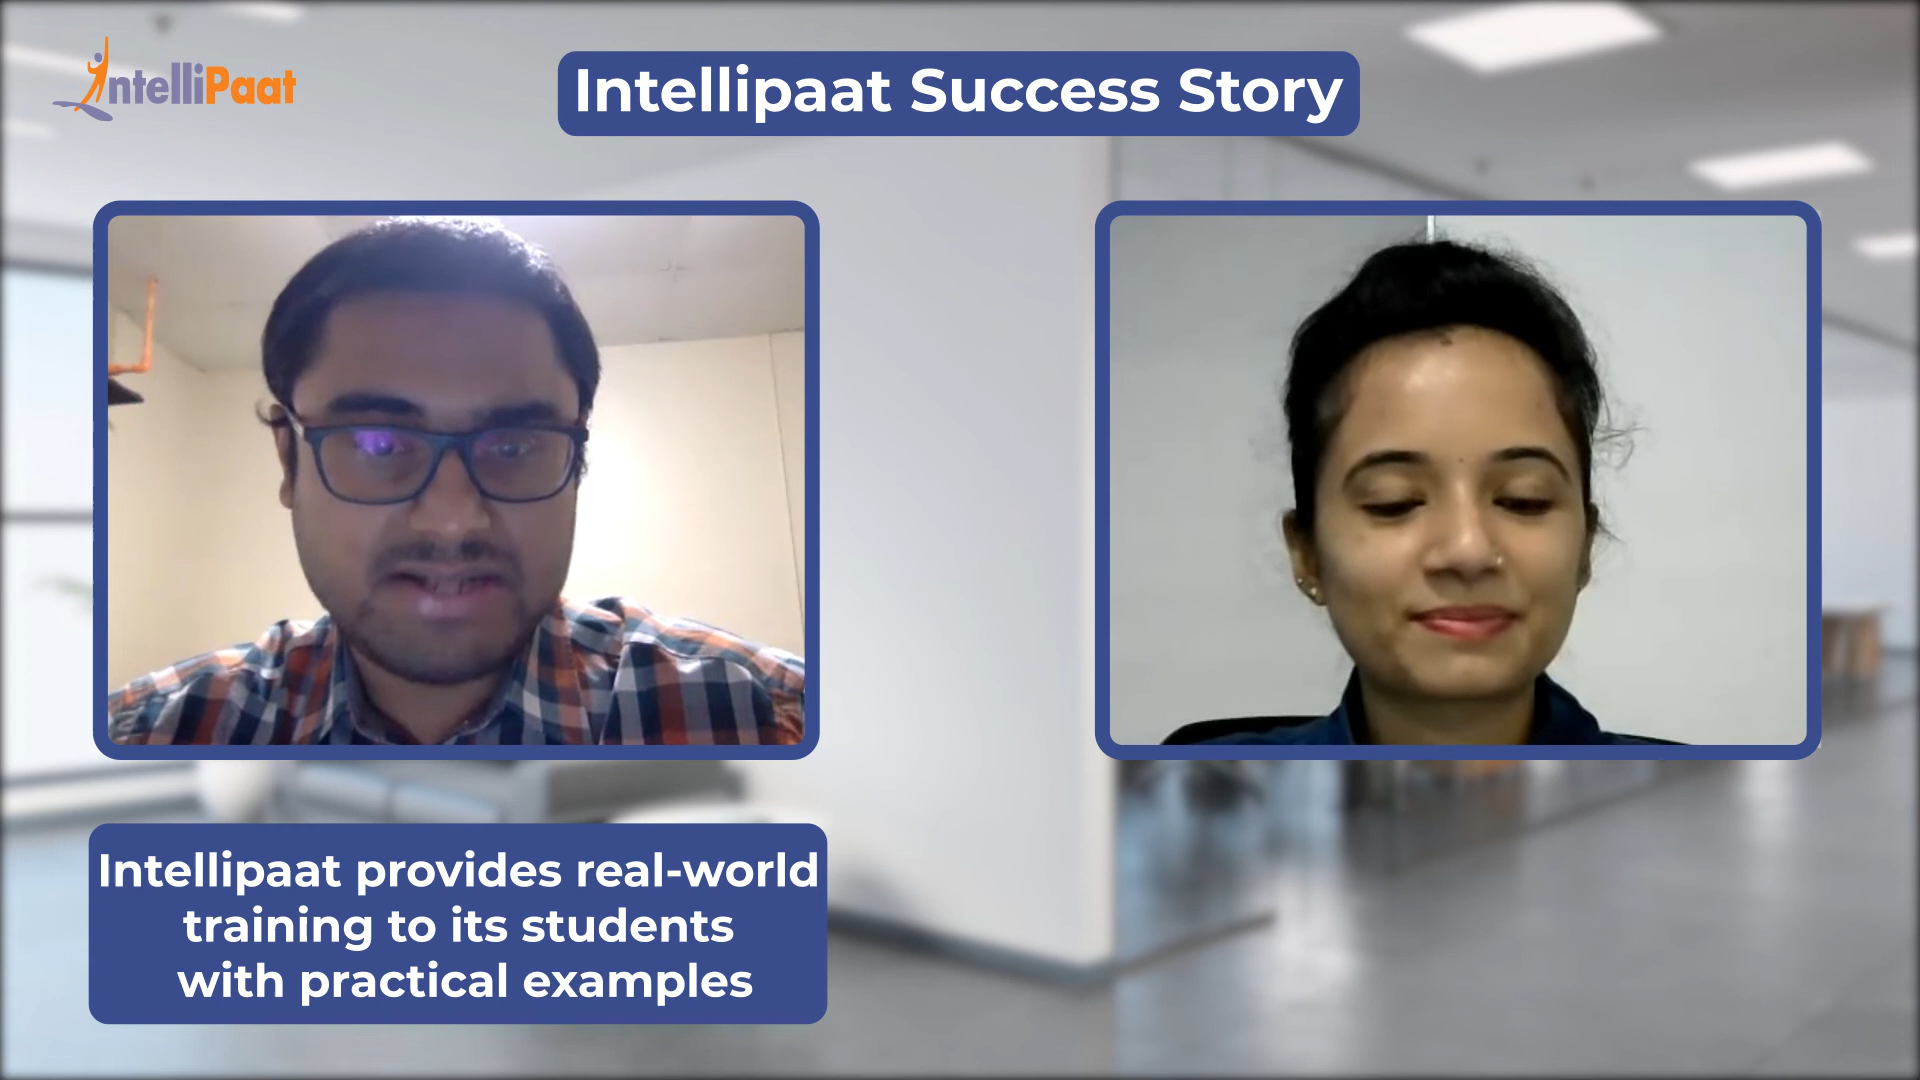 IntelliPaat
Intellipaat Success Story
Intellipaat provides real-world
training to its students
with practical examples